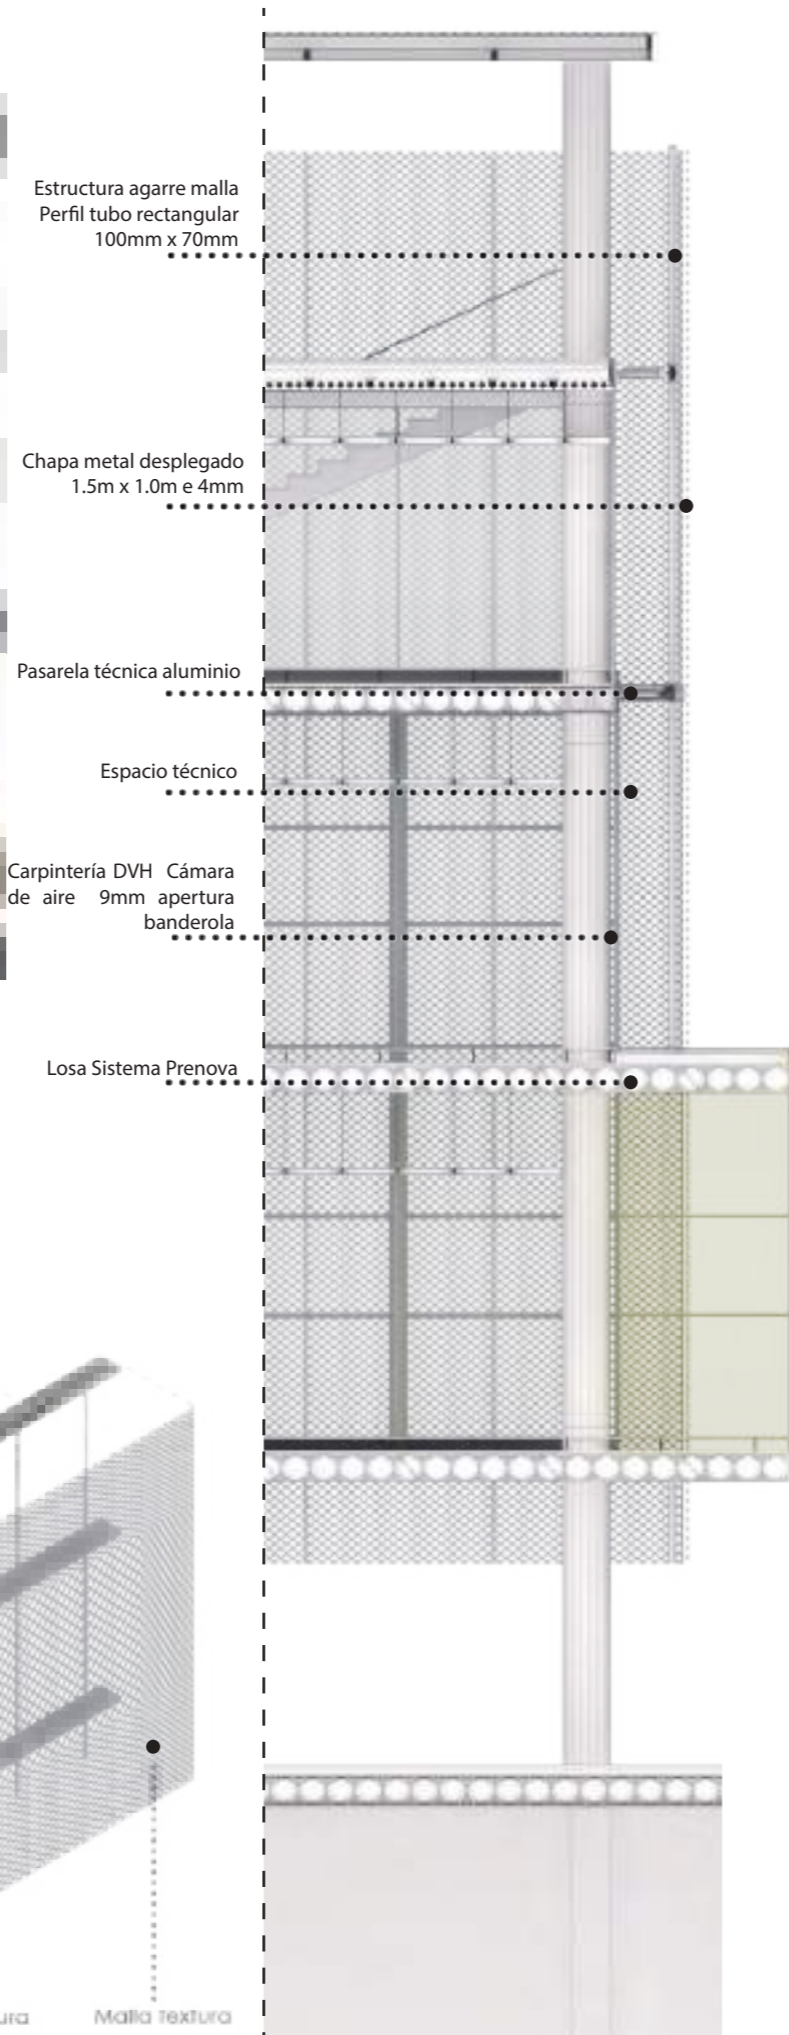 Estructura agarre malla
Perfil tubo rectangular
100mm x 70mm
Chapa metal desplegado
1.5m x 1.0m e 4mm
Pasarela técnica aluminio
Espacio técnico
Carpintería DVH Cámara
de aire 9mm apertura
banderola
Losa Sistema Prenova
ura Malla Textura